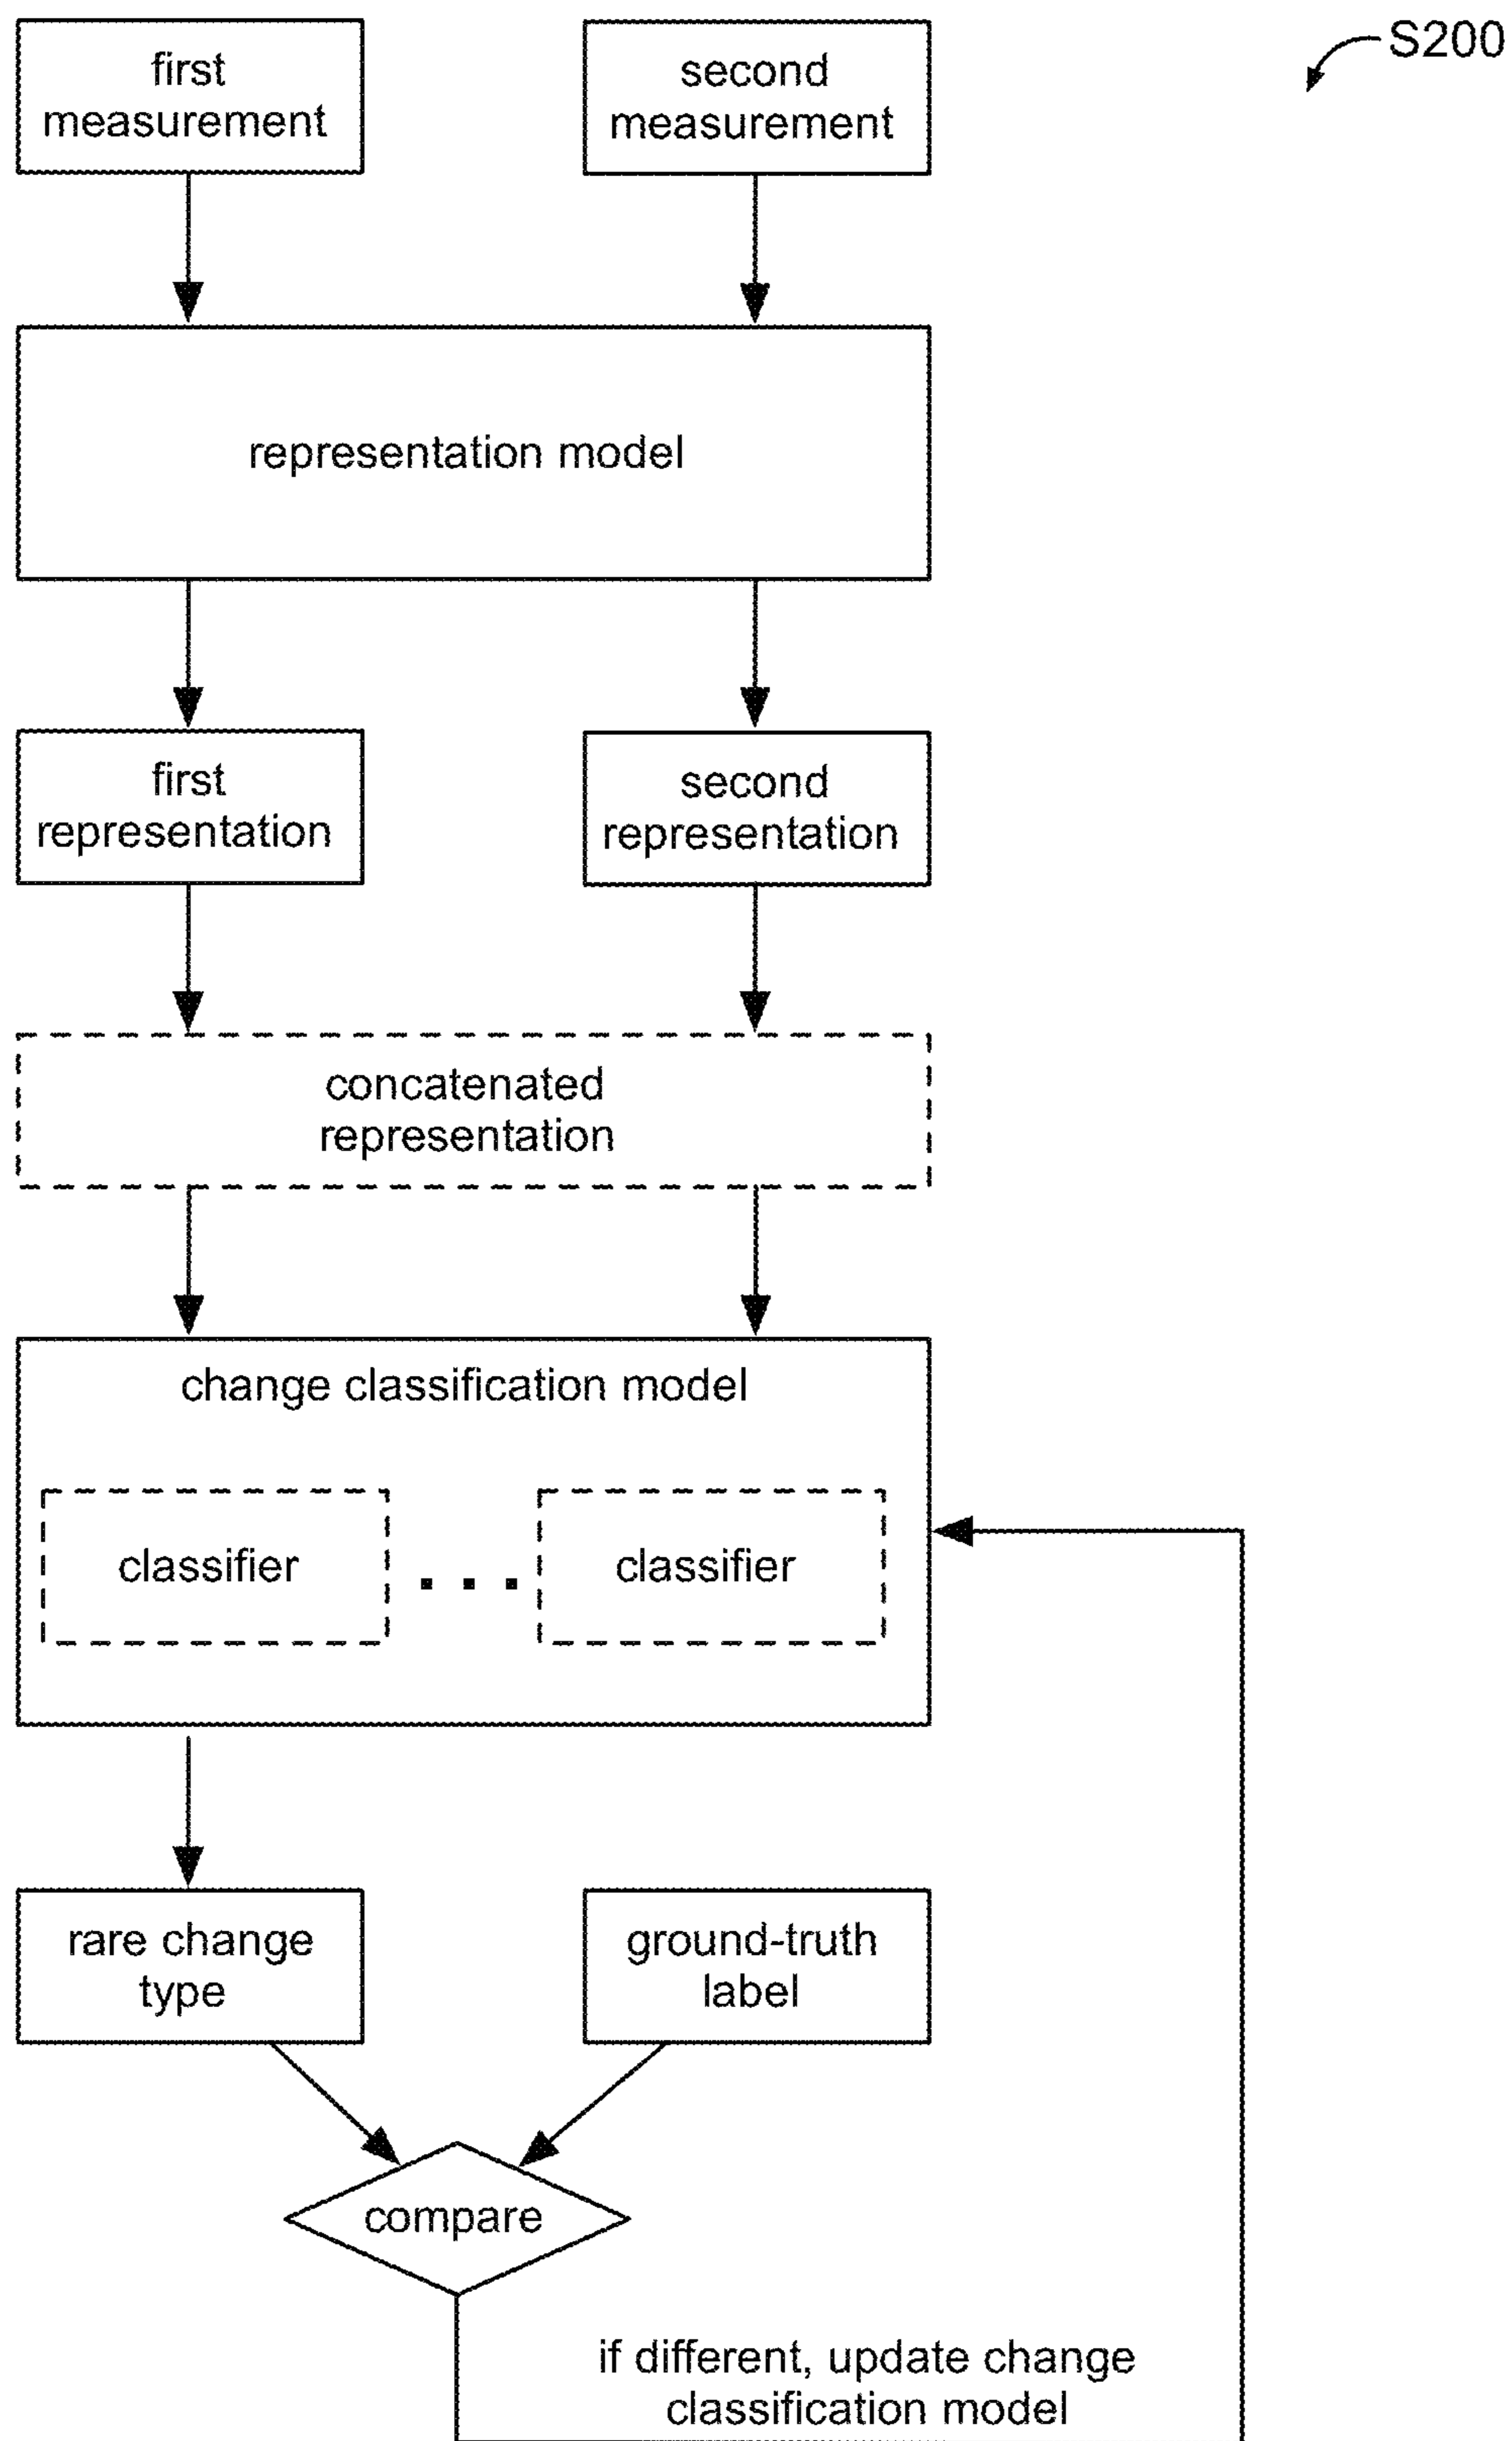 S200
first
measurement
second
measurement
representation model
first
representation
second
representation
concatenated
representation
change classification model
classifier
. . .
classifier
rare change
type
ground-truth
label
compare
if different, update change
classification model